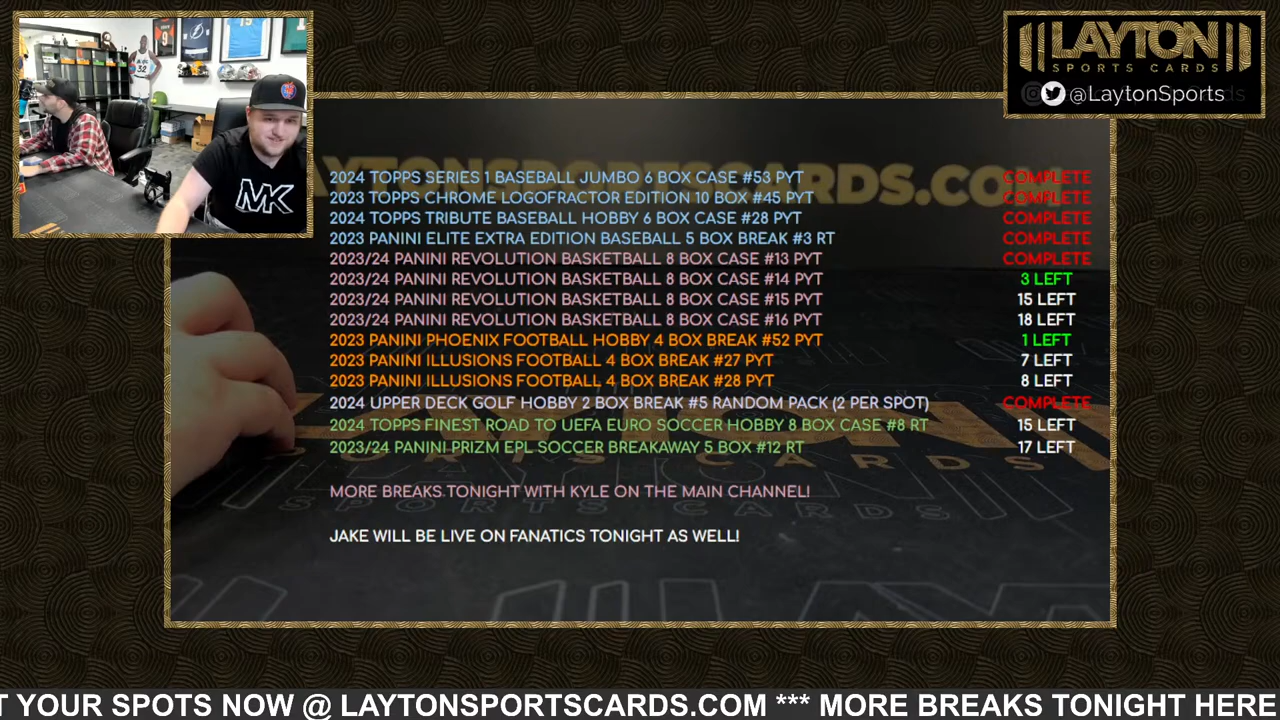 LAYTON
SPORTS CARDS
@LaytonSports
LAYTONSPORTSCARDS.CO
2024 TOPPS SERIES 1 BASEBALL JUMBO 6 BOX CASE #53 PYT COMPLETE
2023 TOPPS CHROME LOGOFRACTOR EDITION 10 BOX #45 PYT COMPLETE
2024 TOPPS TRIBUTE BASEBALL HOBBY 6 BOX CASE #28 PYT COMPLETE
2023 PANINI ELITE EXTRA EDITION BASEBALL 5 BOX BREAK #3 RT COMPLETE
2023/24 PANINI REVOLUTION BASKETBALL 8 BOX CASE #13 PYT COMPLETE
2023/24 PANINI REVOLUTION BASKETBALL 8 BOX CASE #14 PYT 3 LEFT
2023/24 PANINI REVOLUTION BASKETBALL 8 BOX CASE #15 PYT 15 LEFT
2023/24 PANINI REVOLUTION BASKETBALL 8 BOX CASE #16 PYT 18 LEFT
2023 PANINI PHOENIX FOOTBALL HOBBY 4 BOX BREAK #52 PYT 1 LEFT
2023 PANINI ILLUSIONS FOOTBALL 4 BOX BREAK #27 PYT 7 LEFT
2023 PANINI ILLUSIONS FOOTBALL 4 BOX BREAK #28 PYT 8 LEFT
2024 UPPER DECK GOLF HOBBY 2 BOX BREAK #5 RANDOM PACK (2 PER SPOT) COMPLETE
2024 TOPPS FINEST ROAD TO UEFA EURO SOCCER HOBBY 8 BOX CASE #8 RT 15 LEFT
2023/24 PANINI PRIZM EPL SOCCER BREAKAWAY 5 BOX #12 RT 17 LEFT
MORE BREAKS TONIGHT WITH KYLE ON THE MAIN CHANNEL!
JAKE WILL BE LIVE ON FANATICS TONIGHT AS WELL!
MK
32
9
T YOUR SPOTS NOW @ LAYTONSPORTSCARDS.COM *** MORE BREAKS TONIGHT HERE